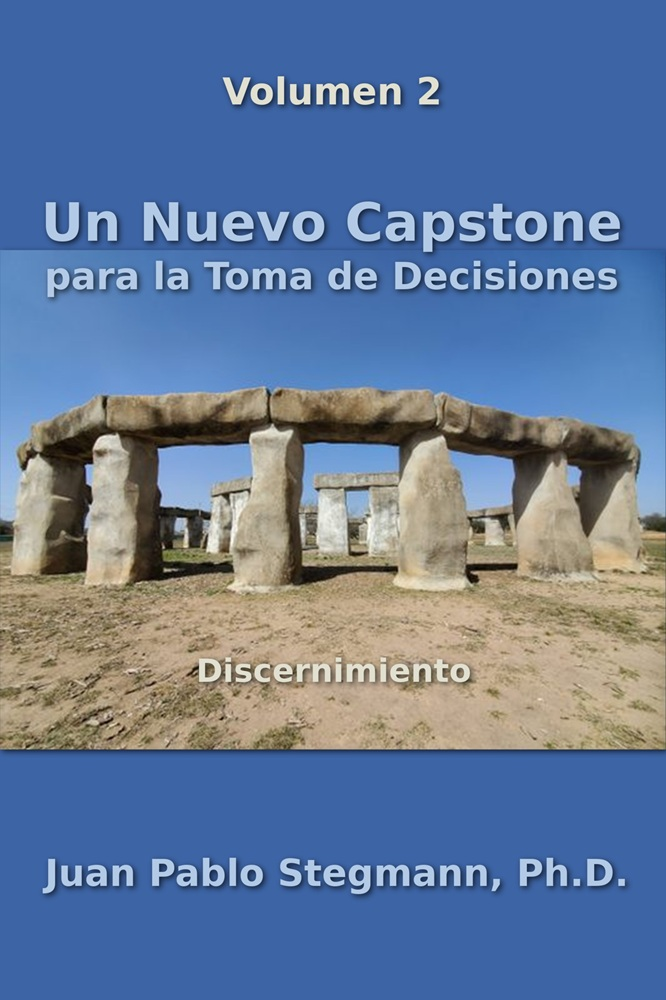 Volumen 2
Un Nuevo Capstone
para la Toma de Decisiones
Discernimiento
Juan Pablo Stegmann, Ph.D.